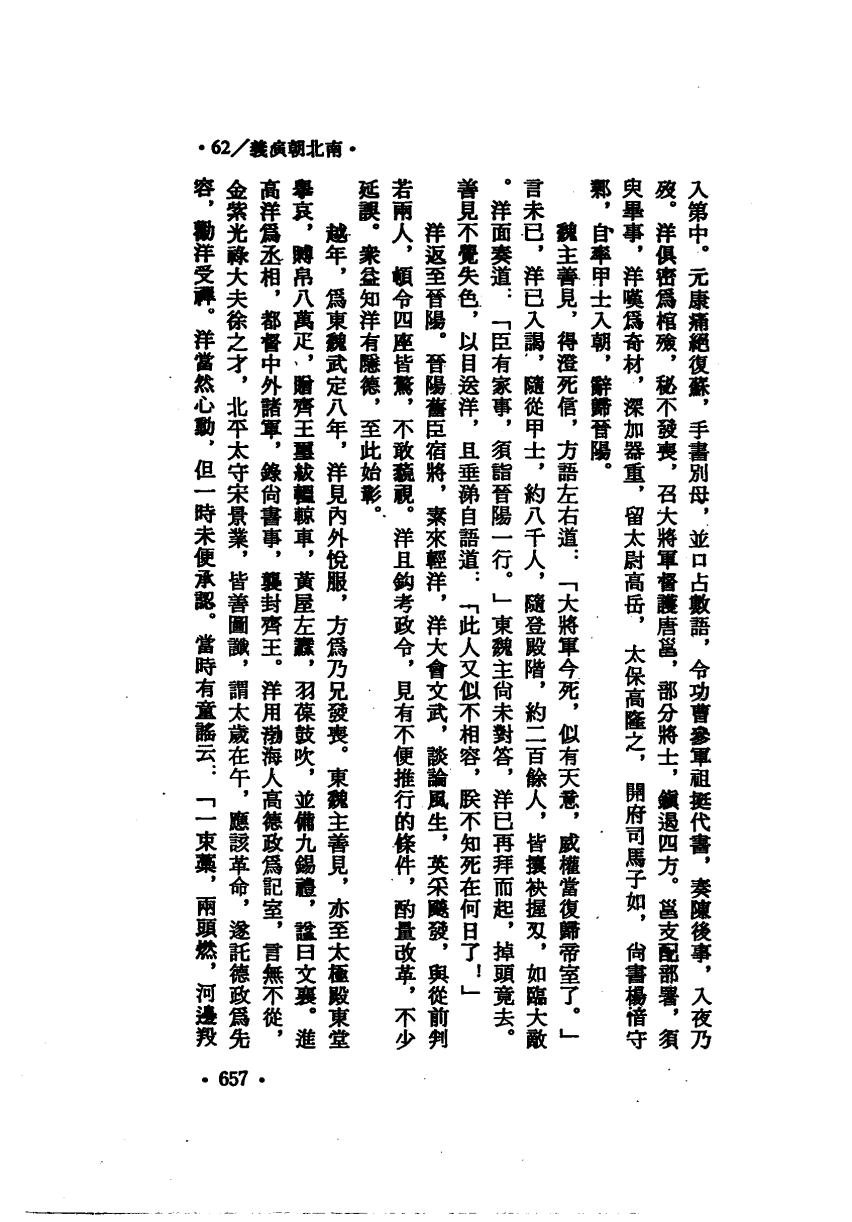 •62／義演朝北南•
入第中。元康痛絕復蘇，手書別母，並口占數語，令功曹參軍祖珽代書，奏陳後事，入夜乃
歿。洋俱密爲棺殮，秘不發喪，召大將軍督護唐邕，部分將士，鎭遏四方。邕支配部署，須
臾畢事，洋嘆爲奇材，深加器重，留太尉高岳，太保高隆之，開府司馬子如，尙書楊愔守
鄴，自率甲士入朝，辭歸晉陽。
魏主善見，得澄死信，方語左右道：「大將軍今死，似有天意，威權當復歸帝室了。」
言未已，洋已入謁，隨從甲士，約八千人，隨登殿階，約二百餘人，皆攘袂握刄，如臨大敵
。洋面奏道：「臣有家事，須詣晉陽一行。」東魏主尙未對答，洋已再拜而起，掉頭竟去。
善見不覺失色，以目送洋，且垂涕自語道：「此人又似不相容，朕不知死在何日了！」
洋返至晉陽。晉陽舊臣宿將，素來輕洋，洋大會文武，談論風生，英采飈發，與從前判
若兩人，頓令四座皆驚，不敢藐視。洋且鈎考政令，見有不便推行的條件，酌量改革，不少
延誤。衆益知洋有隱德，至此始彰。
越年，爲東魏武定八年，洋見內外悅服，方爲乃兄發喪。東魏主善見，亦至太極殿東堂
擧哀，賻帛八萬疋，贈齊王璽紱轀輬車，黃屋左纛，羽葆鼓吹，並備九錫禮，諡曰文襄。進
高洋爲丞相，都督中外諸軍，錄尙書事，襲封齊王。洋用渤海人高德政爲記室，言無不從，
金紫光祿大夫徐之才，北平太守宋景業，皆善圖讖，謂太歲在午，應該革命，遂託德政爲先
容，勸洋受禪。洋當然心動，但一時未便承認。當時有童謠云：「一束藁，兩頭燃，河邊羖
•657•